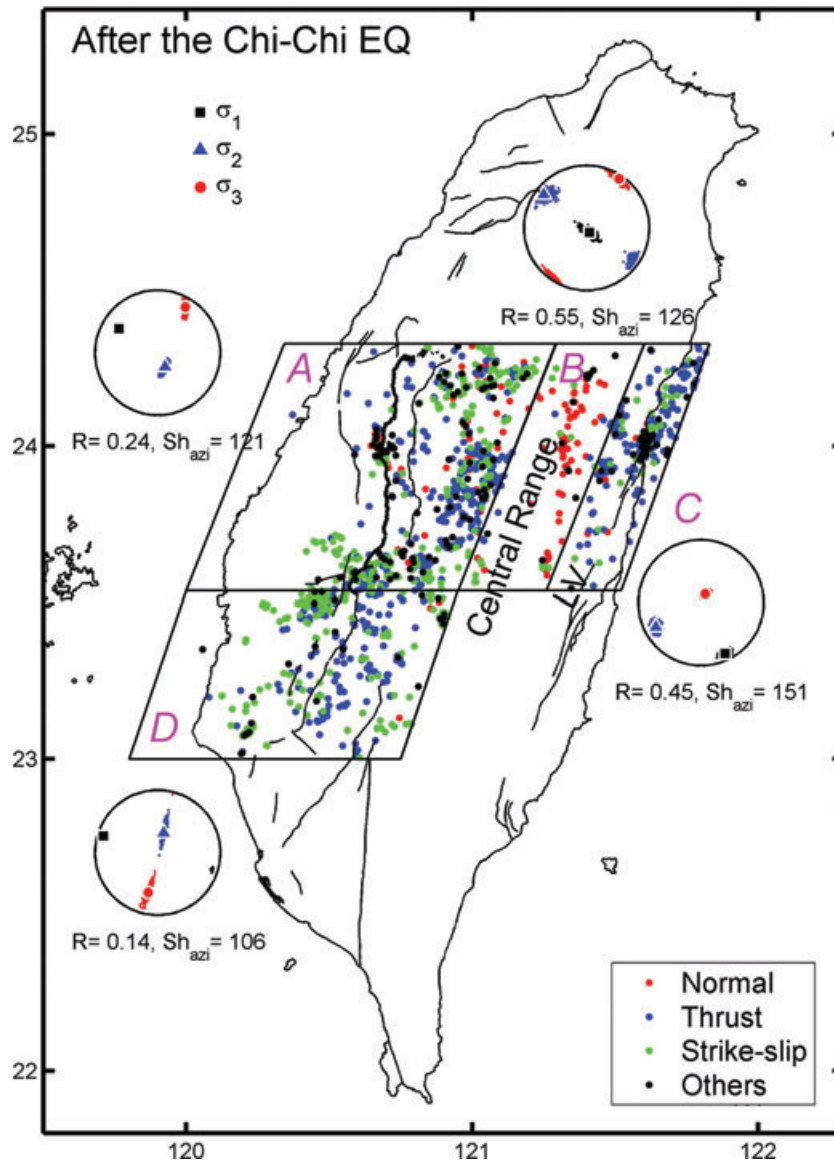 After the Chi-Chi EQ
σ1
σ2
σ3
25
24
23
22
120
121
122
R= 0.55, Shazi= 126
A
B
R= 0.24, Shazi= 121
C
Central Range
LV
R= 0.45, Shazi= 151
D
R= 0.14, Shazi= 106
Normal
Thrust
Strike-slip
Others